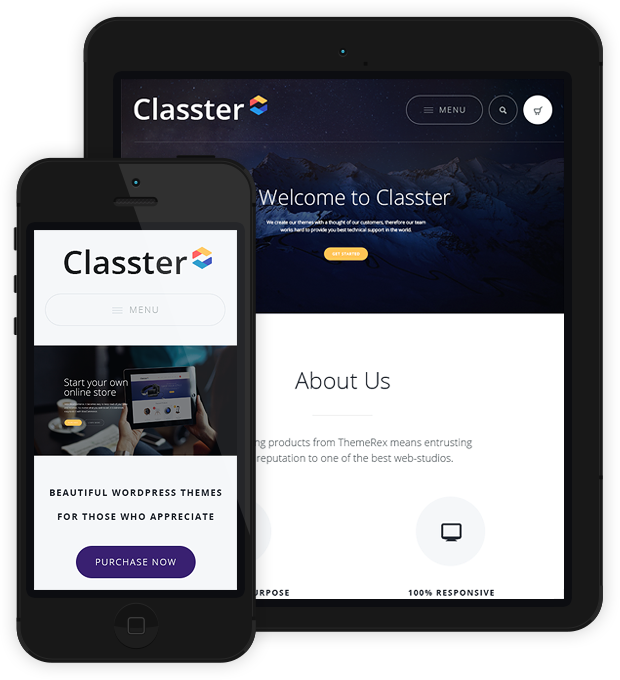 Classter
MENU
Welcome to Classter
We create our themes with a thought of our customers, therefore our team
works hard to provide you best technical support in the world.
GET STARTED
About Us
ng products from ThemeRex means entrusting
reputation to one of the best web-studios.
URPOSE
100% RESPONSIVE
Classter
MENU
Start your own
online store
BEAUTIFUL WORDPRESS THEMES
FOR THOSE WHO APPRECIATE
PURCHASE NOW